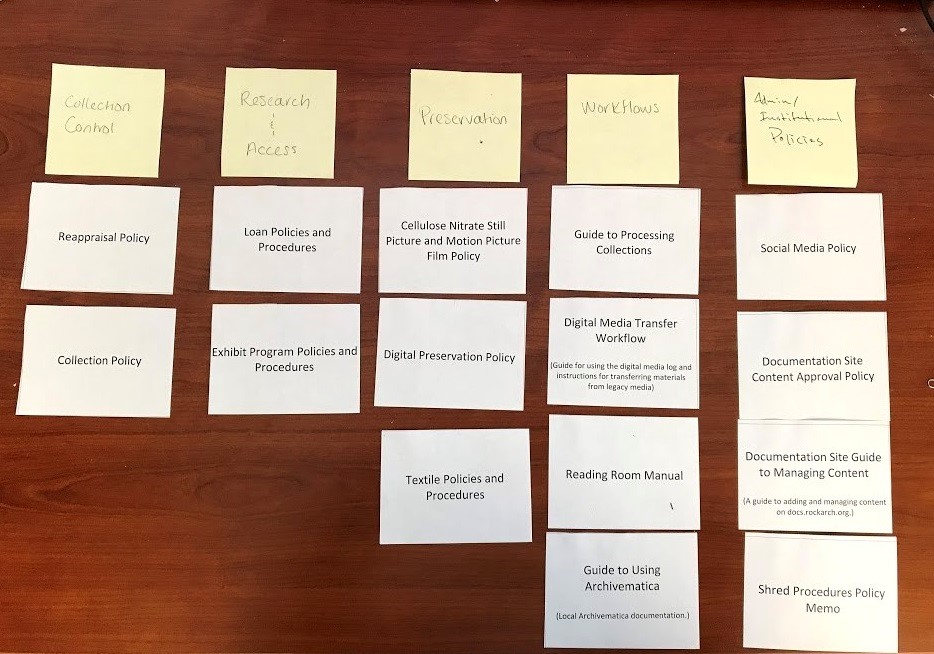 Collection
Control
Reappraisal Policy
Collection Policy
Research
&
Access
Loan Policies and
Procedures
Exhibit Program Policies and
Procedures
Preservation
Cellulose Nitrate Still
Picture and Motion Picture
Film Policy
Digital Preservation Policy
Textile Policies and
Procedures
Workflows
Guide to Processing
Collections
Digital Media Transfer
Workflow
(Guide for using the digital media log and
instructions for transferring materials
from legacy media)
Reading Room Manual
Guide to Using
Archivematica
(Local Archivematica documentation.)
Admin/
Institutional
Policies
Social Media Policy
Documentation Site
Content Approval Policy
Documentation Site Guide
to Managing Content
(A guide to adding and managing content
on docs.rockarch.org.)
Shred Procedures Policy
Memo